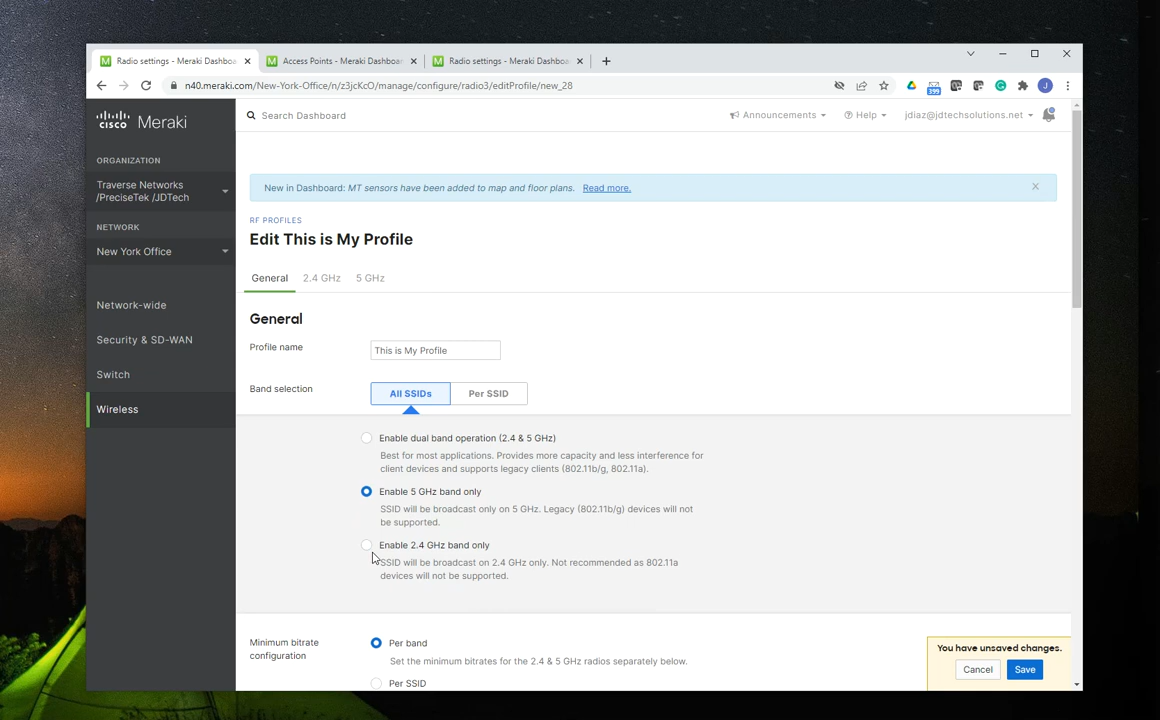 Radio settings - Meraki Dashboa
Access Points - Meraki Dashboar
Radio settings - Meraki Dashboa
n40.meraki.com/New-York-Office/n/z3jcKcO/manage/configure/radio3/editProfile/new_28
399
J
CISCO Meraki
Search Dashboard
Announcements
Help
jdiaz@jdtechsolutions.net
ORGANIZATION
Traverse Networks
/PreciseTek /JDTech
NETWORK
New York Office
Network-wide
Security & SD-WAN
Switch
Wireless
New in Dashboard: MT sensors have been added to map and floor plans. Read more.
RF PROFILES
Edit This is My Profile
General 2.4 GHz 5 GHz
General
Profile name
This is My Profile
Band selection
All SSIDs
Per SSID
Enable dual band operation (2.4 & 5 GHz)
Best for most applications. Provides more capacity and less interference for
client devices and supports legacy clients (802.11b/g, 802.11a).
Enable 5 GHz band only
SSID will be broadcast only on 5 GHz. Legacy (802.11b/g) devices will not
be supported.
Enable 2.4 GHz band only
SSID will be broadcast on 2.4 GHz only. Not recommended as 802.11a
devices will not be supported.
Minimum bitrate
configuration
Per band
Set the minimum bitrates for the 2.4 & 5 GHz radios separately below.
Per SSID
You have unsaved changes.
Cancel
Save